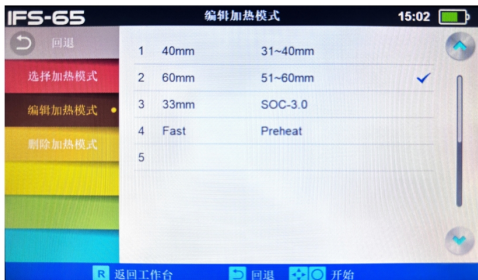 IFS-65 编辑加热模式 15:02
回退
选择加热模式
编辑加热模式
删除加热模式
1 40mm 31~40mm
2 60mm 51~60mm
3 33mm SOC-3.0
4 Fast Preheat
5
R 返回工作台 回退 开始